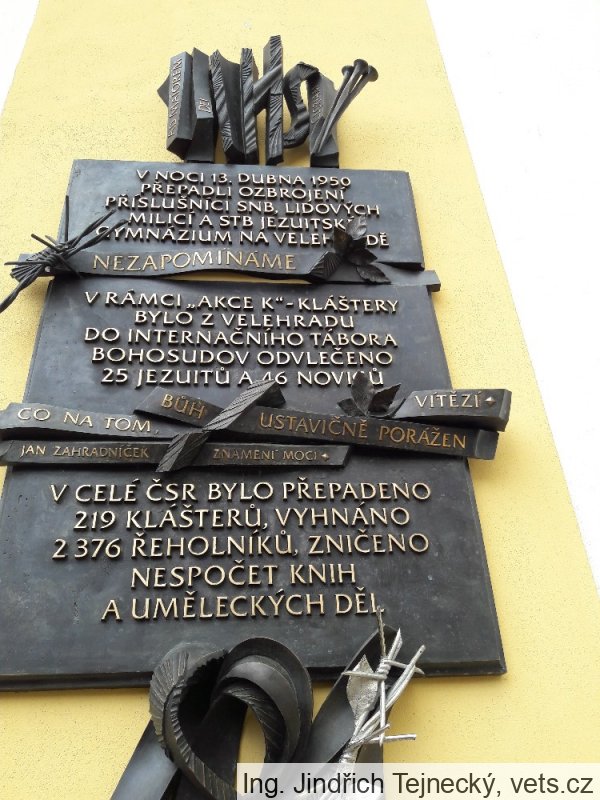 IHS
V NOCI 13. DUBNA 1950
PŘEPADLI OZBROJENÍ
PŘÍSLUŠNÍCI SNB, LIDOVÝCH
MILICÍ A STB JEZUITSKÉ
GYMNÁZIUM NA VELEHRADĚ
NEZAPOMÍNÁME
V RÁMCI „AKCE K“-KLÁŠTERY
BYLO Z VELEHRADU
DO INTERNAČNÍHO TÁBORA
BOHOSUDOV ODVLEČENO
25 JEZUITŮ A 46 NOVICŮ
CO NA TOM,
BŮH
USTAVIČNĚ PORÁŽEN
VITĚZÍ
JAN ZAHRADNÍČEK
ZNAMENÍ MOCI
V CELÉ ČSR BYLO PŘEPADENO
219 KLÁŠTERŮ, VYHNÁNO
2 376 ŘEHOLNÍKŮ, ZNIČENO
NESPOČET KNIH
A UMĚLECKÝCH DĚL
Ing. Jindřich Tejnecký, vets.cz